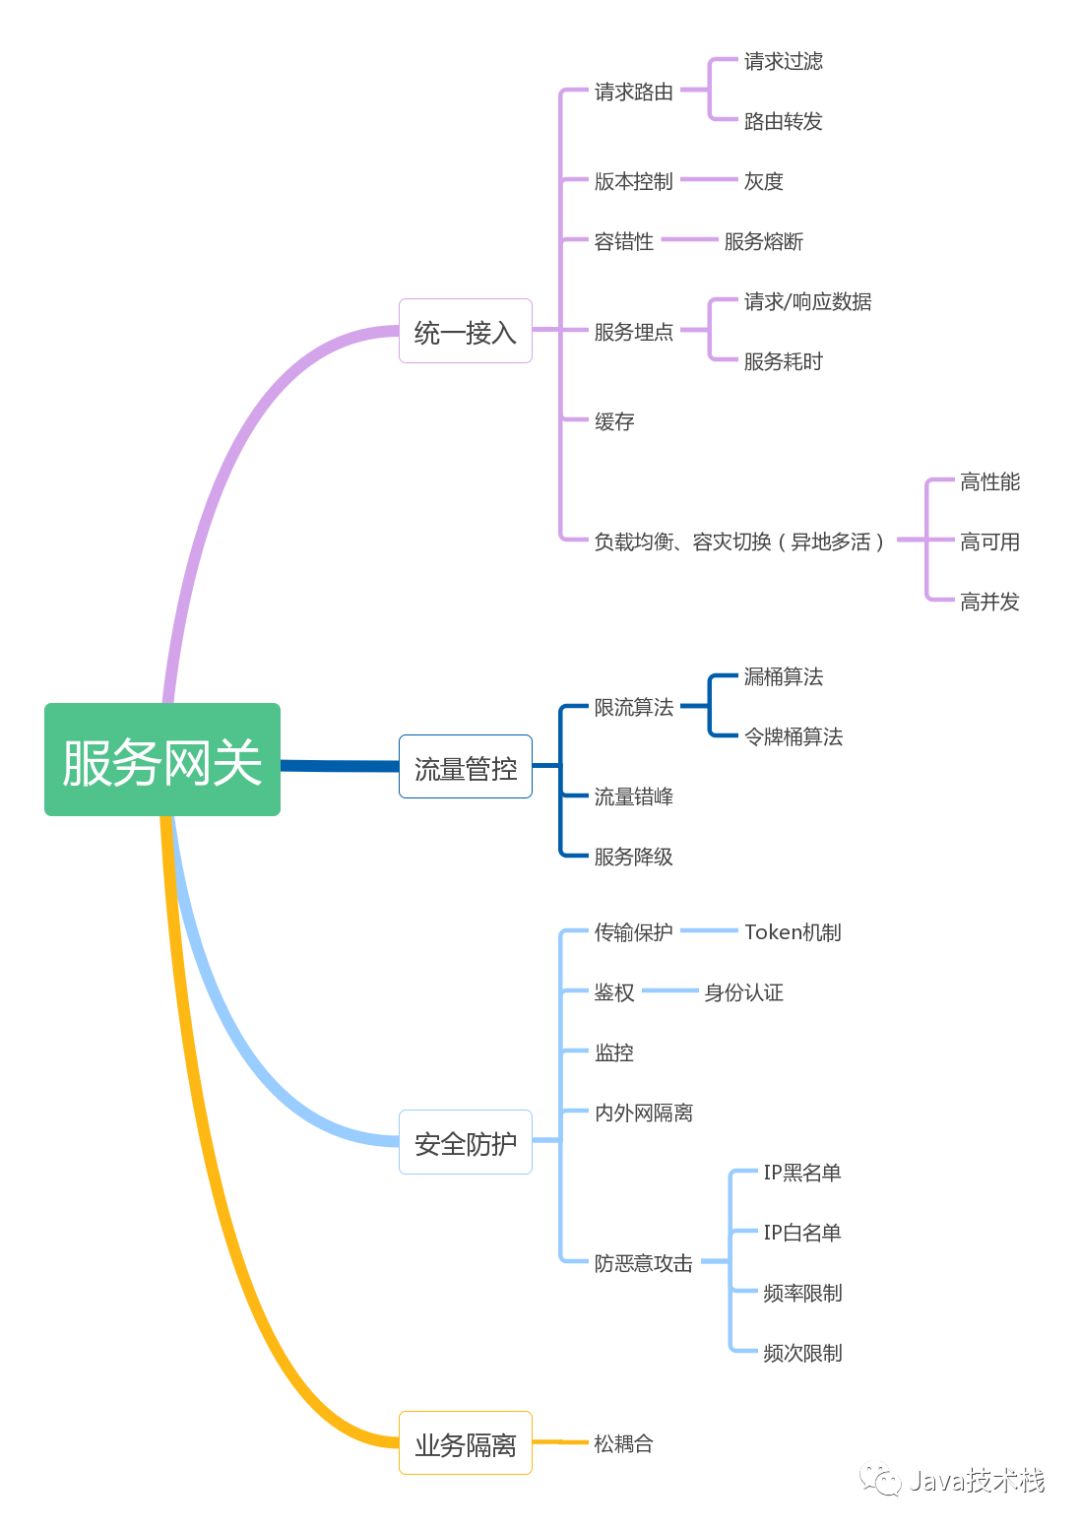 服务网关
统一接入
请求路由
请求过滤
路由转发
版本控制
灰度
容错性
服务熔断
服务埋点
请求/响应数据
服务耗时
缓存
负载均衡、容灾切换（异地多活）
高性能
高可用
高并发
流量管控
限流算法
漏桶算法
令牌桶算法
流量错峰
服务降级
安全防护
传输保护
Token机制
鉴权
身份认证
监控
内外网隔离
防恶意攻击
IP黑名单
IP白名单
频率限制
频次限制
业务隔离
松耦合
Java技术栈